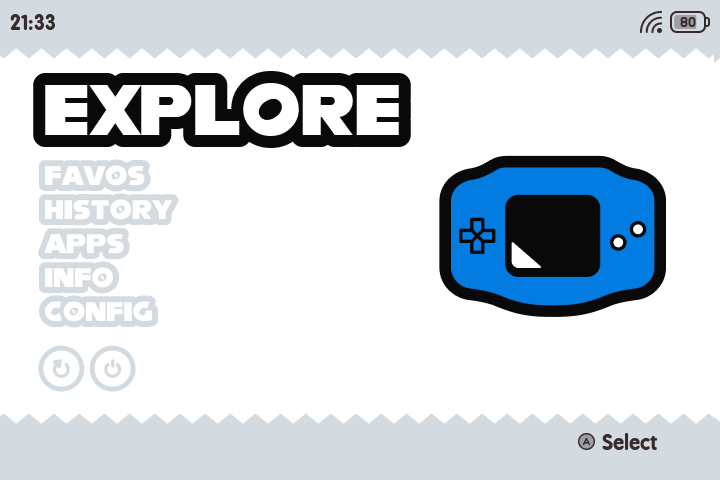 21:33
80
EXPLORE
FAVOS
HISTORY
APPS
INFO
CONFIG
A Select